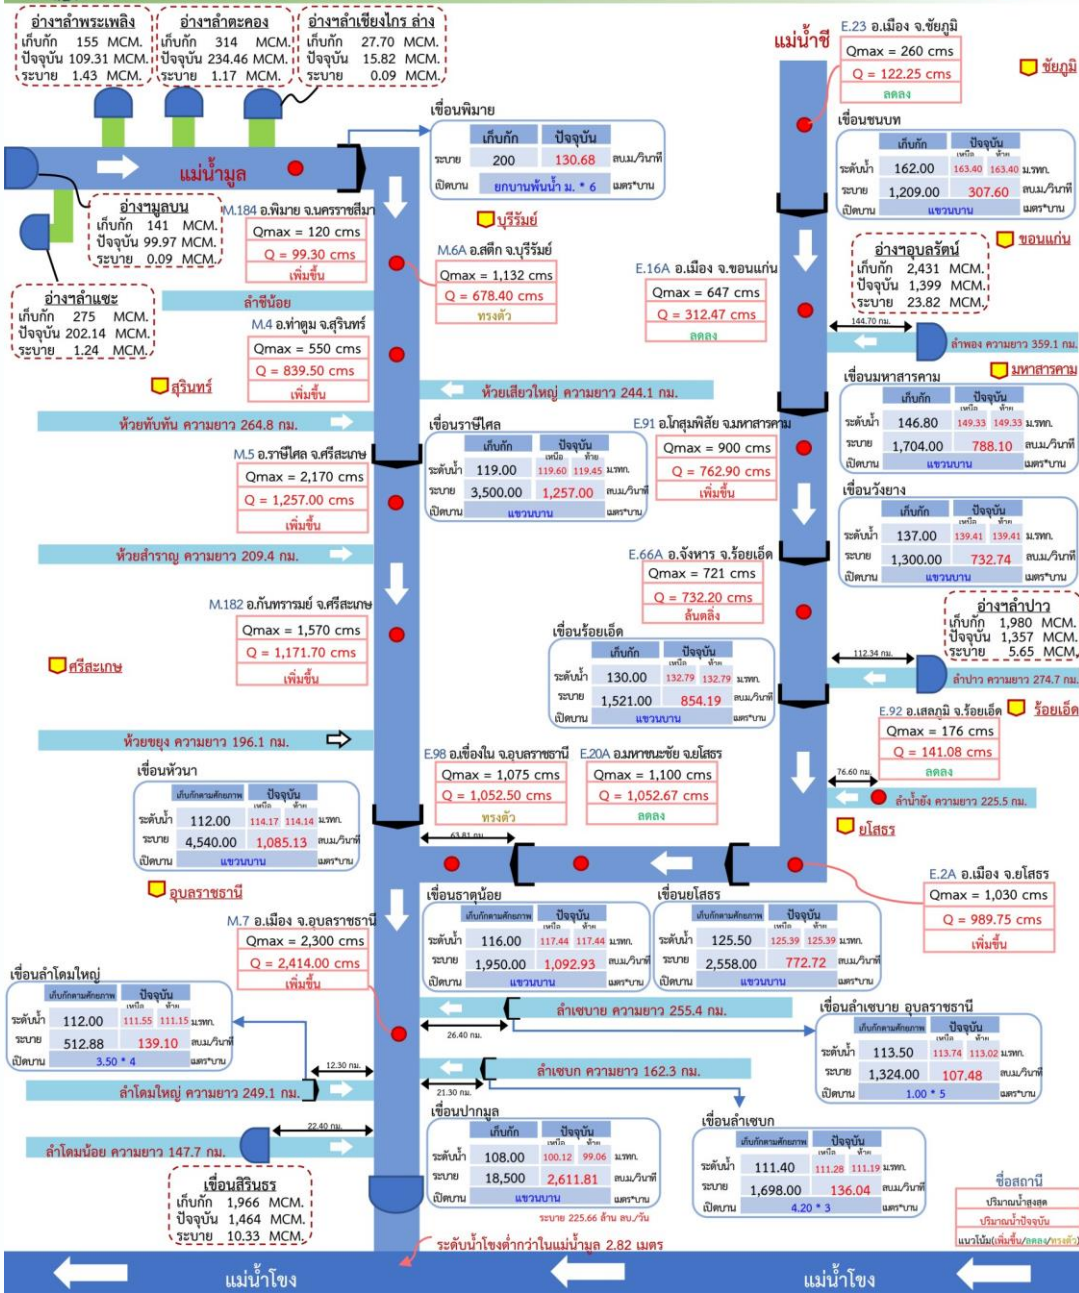 อ่างฯลำพระเพลิง
เก็บกัก 155 MCM.
ปัจจุบัน 109.31 MCM.
ระบาย 1.43 MCM.
อ่างฯลำตะคอง
เก็บกัก 314 MCM.
ปัจจุบัน 234.46 MCM.
ระบาย 1.17 MCM.
อ่างฯลำเชียงไกร ล่าง
เก็บกัก 27.70 MCM.
ปัจจุบัน 15.82 MCM.
ระบาย 0.09 MCM.
แม่น้ำชี
E.23 อ.เมือง จ.ชัยภูมิ
Qmax = 260 cms
Q = 122.25 cms
ลดลง
ชัยภูมิ
เขื่อนพิมาย
เก็บกัก ปัจจุบัน
ระบาย 200 130.68 ลบ.ม/วินาที
เปิดบาน ยกบานพ้นน้ำ ม. * 6 เมตร*บาน
เขื่อนชนบท
เก็บกัก ปัจจุบัน
เหนือ ท้าย
ระดับน้ำ 162.00 163.40 163.40 ม.รทก.
ระบาย 1,209.00 307.60 ลบ.ม/วินาที
เปิดบาน แขวนบาน เมตร*บาน
แม่น้ำมูล
อ่างฯมูลบน
เก็บกัก 141 MCM.
ปัจจุบัน 99.97 MCM.
ระบาย 0.09 MCM.
M.184 อ.พิมาย จ.นครราชสีมา
Qmax = 120 cms
Q = 99.30 cms
เพิ่มขึ้น
บุรีรัมย์
M.6A อ.สตึก จ.บุรีรัมย์
Qmax = 1,132 cms
Q = 678.40 cms
ทรงตัว
E.16A อ.เมือง จ.ขอนแก่น
Qmax = 647 cms
Q = 312.47 cms
ลดลง
ขอนแก่น
อ่างฯอุบลรัตน์
เก็บกัก 2,431 MCM.
ปัจจุบัน 1,399 MCM.
ระบาย 23.82 MCM.
144.70 กม.
ลำพอง ความยาว 359.1 กม.
อ่างฯลำแซะ
เก็บกัก 275 MCM.
ปัจจุบัน 202.14 MCM.
ระบาย 1.24 MCM.
ลำชีน้อย
M.4 อ.ท่าตูม จ.สุรินทร์
Qmax = 550 cms
Q = 839.50 cms
เพิ่มขึ้น
สุรินทร์
ห้วยเสียวใหญ่ ความยาว 244.1 กม.
ห้วยทับทัน ความยาว 264.8 กม.
มหาสารคาม
เขื่อนมหาสารคาม
เก็บกัก ปัจจุบัน
เหนือ ท้าย
ระดับน้ำ 146.80 149.33 149.33 ม.รทก.
ระบาย 1,704.00 788.10 ลบ.ม/วินาที
เปิดบาน แขวนบาน เมตร*บาน
เขื่อนราษีไศล
เก็บกัก ปัจจุบัน
เหนือ ท้าย
ระดับน้ำ 119.00 119.60 119.45 ม.รทก.
ระบาย 3,500.00 1,257.00 ลบ.ม/วินาที
เปิดบาน แขวนบาน เมตร*บาน
E.91 อ.โกสุมพิสัย จ.มหาสารคาม
Qmax = 900 cms
Q = 762.90 cms
เพิ่มขึ้น
M.5 อ.ราษีไศล จ.ศรีสะเกษ
Qmax = 2,170 cms
Q = 1,257.00 cms
เพิ่มขึ้น
เขื่อนวังยาง
เก็บกัก ปัจจุบัน
เหนือ ท้าย
ระดับน้ำ 137.00 139.41 139.41 ม.รทก.
ระบาย 1,300.00 732.74 ลบ.ม/วินาที
เปิดบาน แขวนบาน เมตร*บาน
ห้วยสำราญ ความยาว 209.4 กม.
E.66A อ.จังหาร จ.ร้อยเอ็ด
Qmax = 721 cms
Q = 732.20 cms
ล้นตลิ่ง
M.182 อ.กันทรารมย์ จ.ศรีสะเกษ
Qmax = 1,570 cms
Q = 1,171.70 cms
เพิ่มขึ้น
อ่างฯลำปาว
เก็บกัก 1,980 MCM.
ปัจจุบัน 1,357 MCM.
ระบาย 5.65 MCM.
112.34 กม.
ลำปาว ความยาว 274.7 กม.
เขื่อนร้อยเอ็ด
เก็บกัก ปัจจุบัน
เหนือ ท้าย
ระดับน้ำ 130.00 132.79 132.79 ม.รทก.
ระบาย 1,521.00 854.19 ลบ.ม/วินาที
เปิดบาน แขวนบาน เมตร*บาน
ศรีสะเกษ
ร้อยเอ็ด
E.92 อ.เสลภูมิ จ.ร้อยเอ็ด
Qmax = 176 cms
Q = 141.08 cms
ลดลง
76.60 กม.
ลำน้ำยัง ความยาว 225.5 กม.
ห้วยขยุง ความยาว 196.1 กม.
E.98 อ.เขื่องใน จ.อุบลราชธานี
Qmax = 1,075 cms
Q = 1,052.50 cms
ทรงตัว
E.20A อ.มหาชนะชัย จ.ยโสธร
Qmax = 1,100 cms
Q = 1,052.67 cms
ลดลง
เขื่อนหัวนา
เก็บกักตามศักยภาพ ปัจจุบัน
เหนือ ท้าย
ระดับน้ำ 112.00 114.17 114.14 ม.รทก.
ระบาย 4,540.00 1,085.13 ลบ.ม/วินาที
เปิดบาน แขวนบาน เมตร*บาน
63.81 กม.
ยโสธร
E.2A อ.เมือง จ.ยโสธร
Qmax = 1,030 cms
Q = 989.75 cms
เพิ่มขึ้น
อุบลราชธานี
M.7 อ.เมือง จ.อุบลราชธานี
Qmax = 2,300 cms
Q = 2,414.00 cms
เพิ่มขึ้น
เขื่อนธาตุน้อย
เก็บกักตามศักยภาพ ปัจจุบัน
เหนือ ท้าย
ระดับน้ำ 116.00 117.44 117.44 ม.รทก.
ระบาย 1,950.00 1,092.93 ลบ.ม/วินาที
เปิดบาน แขวนบาน เมตร*บาน
เขื่อนยโสธร
เก็บกักตามศักยภาพ ปัจจุบัน
เหนือ ท้าย
ระดับน้ำ 125.50 125.39 125.39 ม.รทก.
ระบาย 2,558.00 772.72 ลบ.ม/วินาที
เปิดบาน แขวนบาน เมตร*บาน
เขื่อนลำโดมใหญ่
เก็บกักตามศักยภาพ ปัจจุบัน
เหนือ ท้าย
ระดับน้ำ 112.00 111.55 111.15 ม.รทก.
ระบาย 512.88 139.10 ลบ.ม/วินาที
เปิดบาน 3.50 * 4 เมตร*บาน
ลำเซบาย ความยาว 255.4 กม.
26.40 กม.
เขื่อนลำเซบาย อุบลราชธานี
เก็บกักตามศักยภาพ ปัจจุบัน
เหนือ ท้าย
ระดับน้ำ 113.50 113.74 113.02 ม.รทก.
ระบาย 1,324.00 107.48 ลบ.ม/วินาที
เปิดบาน 1.00 * 5 เมตร*บาน
12.30 กม.
ลำโดมใหญ่ ความยาว 249.1 กม.
ลำเซบก ความยาว 162.3 กม.
21.30 กม.
เขื่อนปากมูล
เก็บกัก ปัจจุบัน
เหนือ ท้าย
ระดับน้ำ 108.00 100.12 99.06 ม.รทก.
ระบาย 18,500 2,611.81 ลบ.ม/วินาที
เปิดบาน แขวนบาน เมตร*บาน
ระบาย 225.66 ล้าน ลบ./วัน
เขื่อนลำเซบก
เก็บกักตามศักยภาพ ปัจจุบัน
เหนือ ท้าย
ระดับน้ำ 111.40 111.28 111.19 ม.รทก.
ระบาย 1,698.00 136.04 ลบ.ม/วินาที
เปิดบาน 4.20 * 3 เมตร*บาน
22.40 กม.
ลำโดมน้อย ความยาว 147.7 กม.
เขื่อนสิรินธร
เก็บกัก 1,966 MCM.
ปัจจุบัน 1,464 MCM.
ระบาย 10.33 MCM.
ชื่อสถานี
ปริมาณน้ำสูงสุด
ปริมาณน้ำปัจจุบัน
แนวโน้ม(เพิ่มขึ้น/ลดลง/ทรงตัว)
ระดับน้ำโขงต่ำกว่าในแม่น้ำมูล 2.82 เมตร
แม่น้ำโขง
แม่น้ำโขง